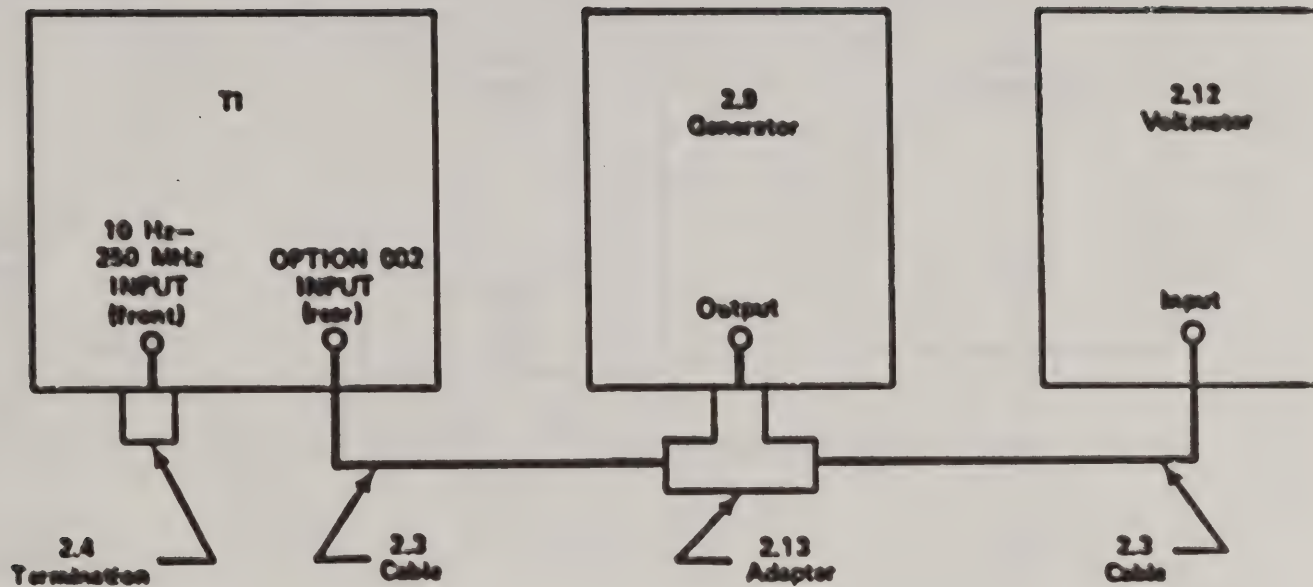 TI
10 Hz–
250 MHz
INPUT
(front)
OPTION 002
INPUT
(rear)
2.4
Termination
2.3
Cable
2.9
Generator
Output
2.13
Adapter
2.12
Voltmeter
Input
2.3
Cable